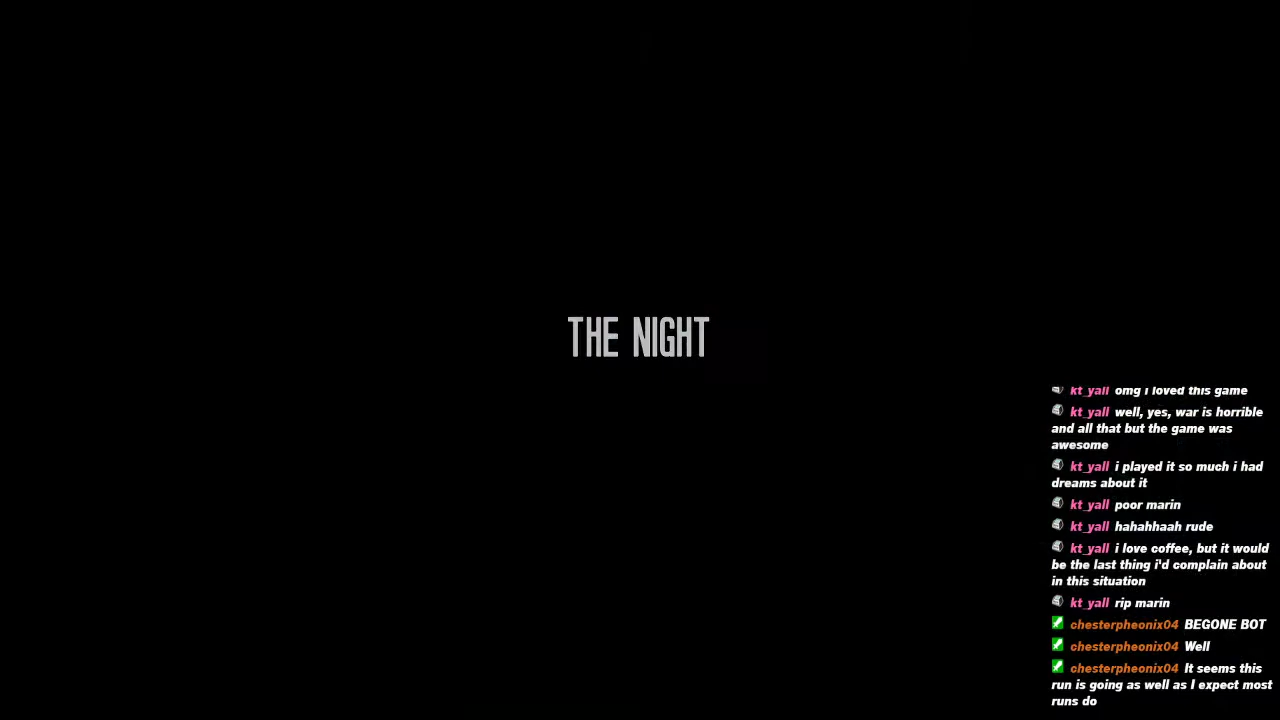 THE NIGHT
kt_yall omg i loved this game
kt_yall well, yes, war is horrible
and all that but the game was
awesome
kt_yall i played it so much i had
dreams about it
kt_yall poor marin
kt_yall hahahhaah rude
kt_yall i love coffee, but it would
be the last thing i'd complain about
in this situation
kt_yall rip marin
chesterpheonix04 BEGONE BOT
chesterpheonix04 Well
chesterpheonix04 It seems this
run is going as well as I expect most
runs do